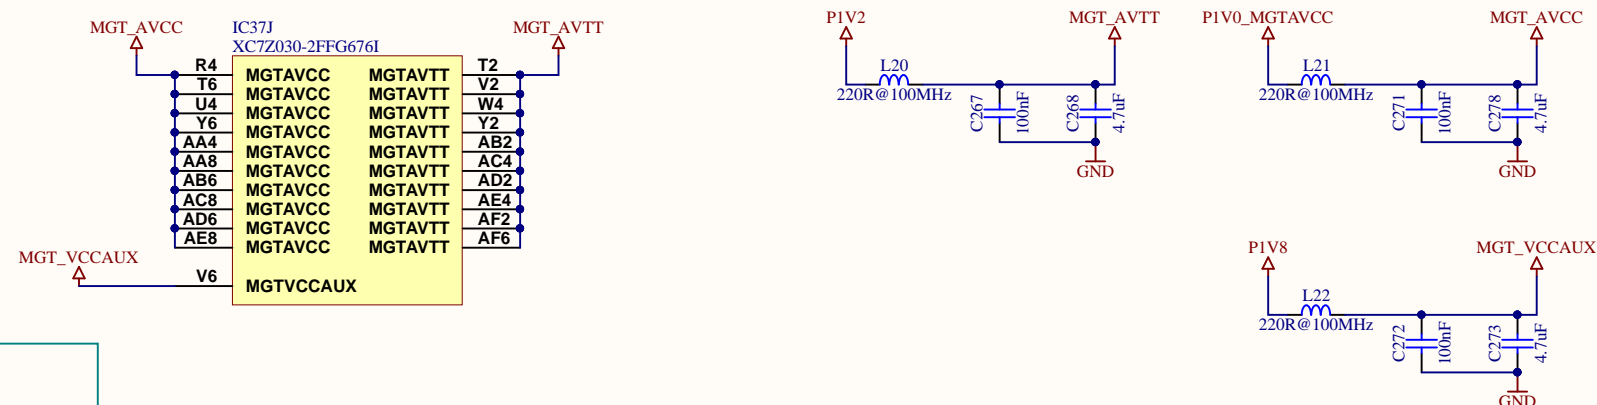 MGT_AVCC
IC37J
XC7Z030-2FFG676I
MGT_AVTT
R4 MGTAVCC MGTAVTT T2
T6 MGTAVCC MGTAVTT V2
U4 MGTAVCC MGTAVTT W4
Y6 MGTAVCC MGTAVTT Y2
AA4 MGTAVCC MGTAVTT AB2
AA8 MGTAVCC MGTAVTT AC4
AB6 MGTAVCC MGTAVTT AD2
AC8 MGTAVCC MGTAVTT AE4
AD6 MGTAVCC MGTAVTT AF2
AE8 MGTAVCC MGTAVTT AF6
MGT_VCCAUX
V6 MGTVCCAUX
P1V2
MGT_AVTT
L20
220R@100MHz
C267
100nF
C268
4.7uF
GND
P1V0_MGTAVCC
MGT_AVCC
L21
220R@100MHz
C271
100nF
C278
4.7uF
GND
P1V8
MGT_VCCAUX
L22
220R@100MHz
C272
100nF
C273
4.7uF
GND